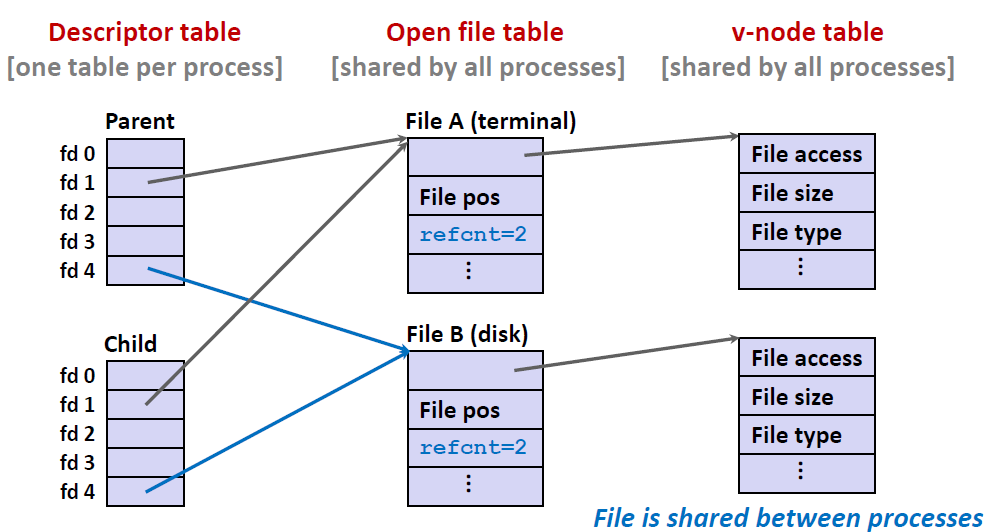 Descriptor table
[one table per process]
Open file table
[shared by all processes]
v-node table
[shared by all processes]
Parent
fd 0
fd 1
fd 2
fd 3
fd 4
Child
fd 0
fd 1
fd 2
fd 3
fd 4
File A (terminal)
File pos
refcnt=2
⋮
File B (disk)
File pos
refcnt=2
⋮
File access
File size
File type
⋮
File access
File size
File type
⋮
File is shared between processes